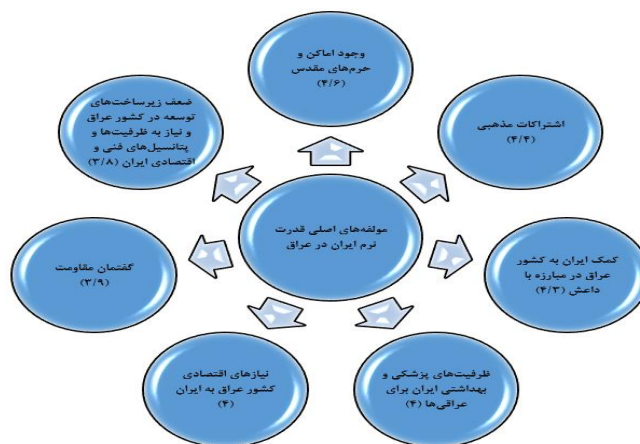 وجود اماکن و
حرم‌های مقدس
(۴/۶)
اشتراکات مذهبی
(۴/۴)
کمک ایران به کشور
عراق در مبارزه با
داعش (۴/۳)
ظرفیت‌های پزشکی و
بهداشتی ایران برای
عراقی‌ها (۴)
نیازهای اقتصادی
کشور عراق به ایران
(۴)
گفتمان مقاومت
(۳/۹)
ضعف زیرساخت‌های
توسعه در کشور عراق
و نیاز به ظرفیت‌ها و
پتانسیل‌های فنی و
اقتصادی ایران (۳/۸)
مولفه‌های اصلی قدرت
نرم ایران در عراق